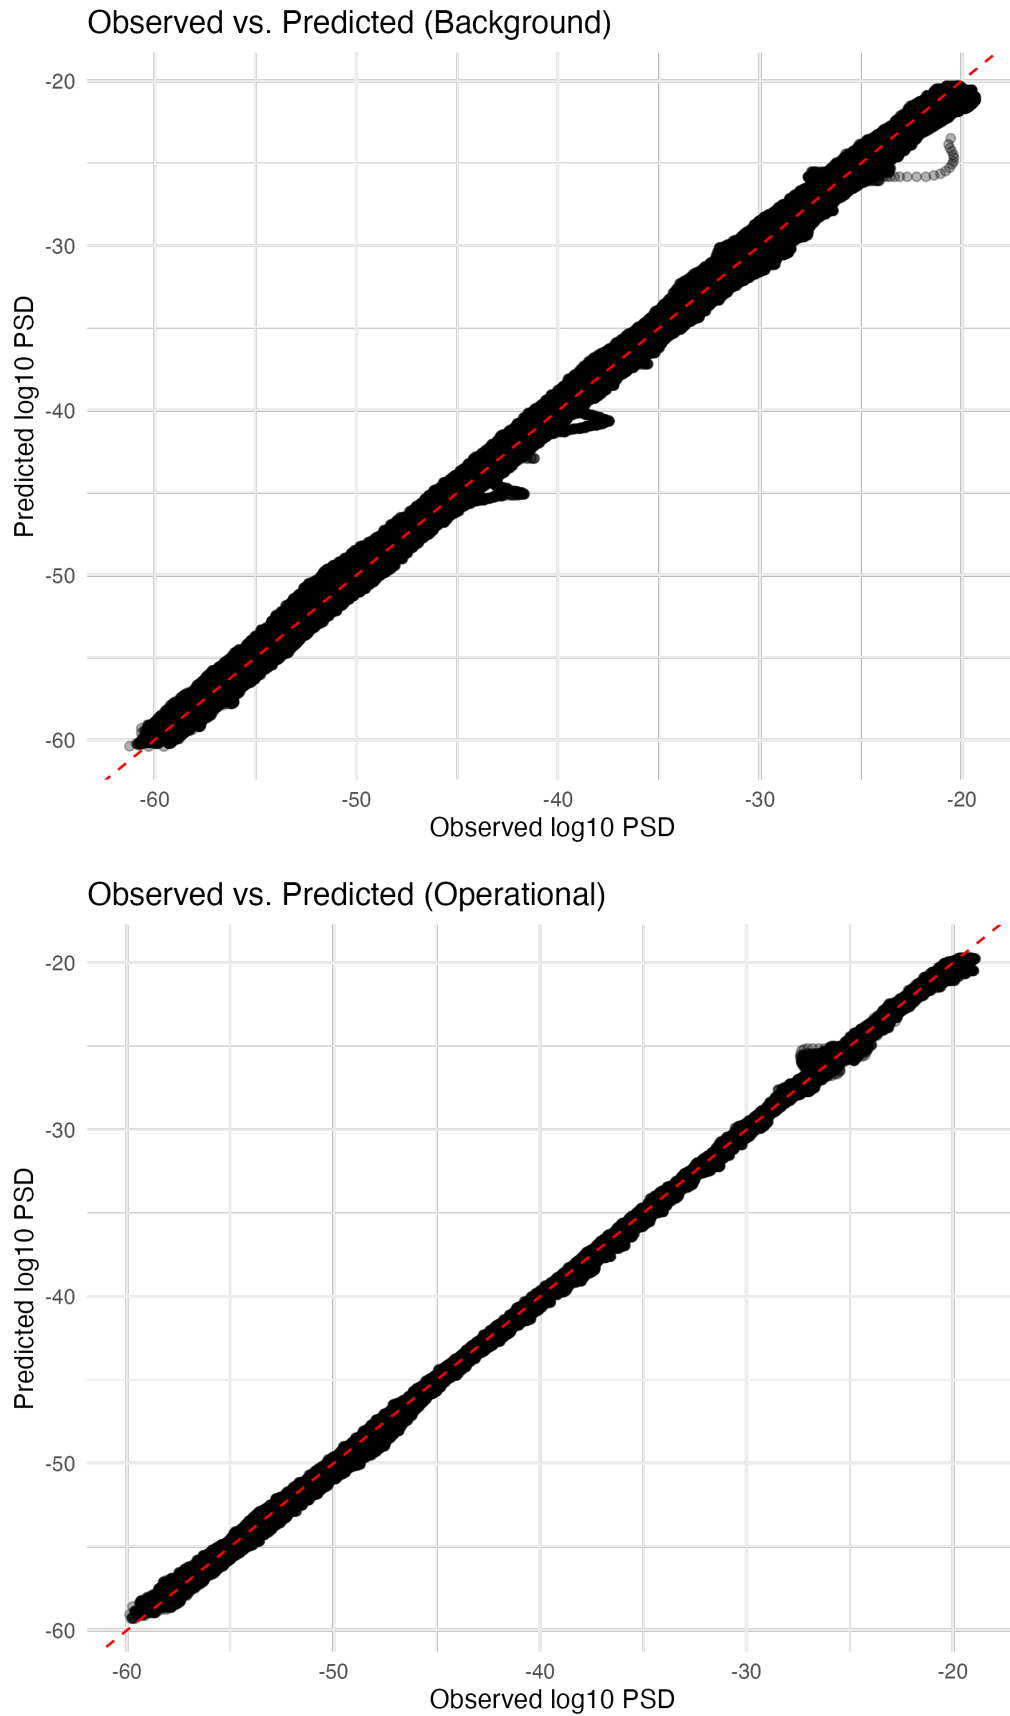 Observed vs. Predicted (Background)
Predicted log10 PSD
-20
-30
-40
-50
-60
-60 -50 -40 -30 -20
Observed log10 PSD
Observed vs. Predicted (Operational)
Predicted log10 PSD
-20
-30
-40
-50
-60
-60 -50 -40 -30 -20
Observed log10 PSD